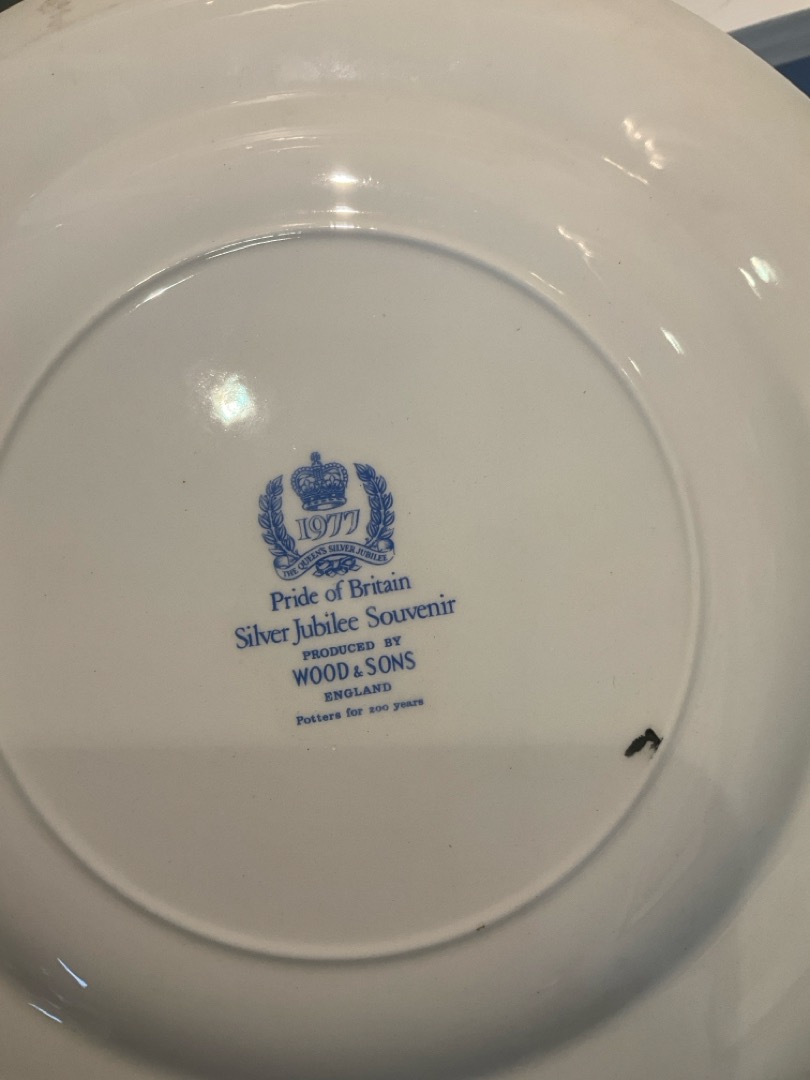 1977
THE QUEEN'S SILVER JUBILEE
Pride of Britain
Silver Jubilee Souvenir
PRODUCED BY
WOOD & SONS
ENGLAND
Potters for 200 years